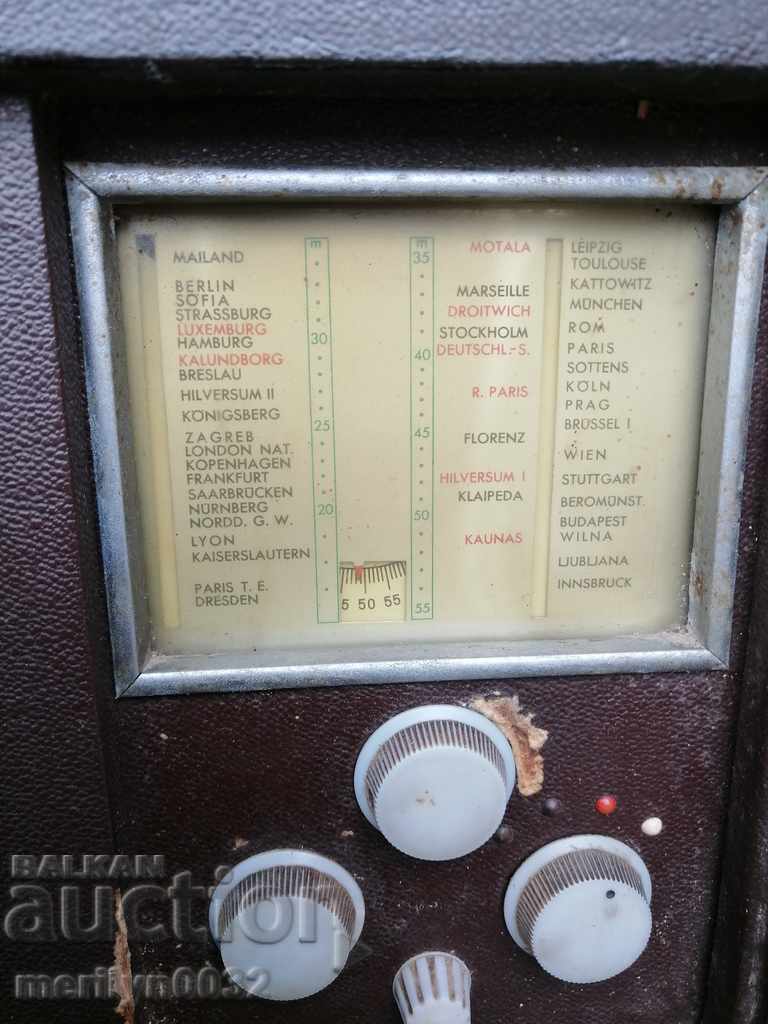 MAILAND
BERLIN
SOFIA
STRASSBURG
LUXEMBURG
HAMBURG
KALUNDBORG
BRESLAU
HILVERSUM II
KÖNIGSBERG
ZAGREB
LONDON NAT.
KOPENHAGEN
FRANKFURT
SAARBRÜCKEN
NÜRNBERG
NORDD. G. W.
LYON
KAISERSLAUTERN
PARIS T. E.
DRESDEN
m
30
25
20
5 50 55
m
35
40
45
50
55
MOTALA
MARSEILLE
DROITWICH
STOCKHOLM
DEUTSCHL.-S.
R. PARIS
FLORENZ
HILVERSUM I
KLAIPEDA
KAUNAS
LEIPZIG
TOULOUSE
KATTOWITZ
MÜNCHEN
ROM
PARIS
SOTTENS
KÖLN
PRAG
BRÜSSEL I
WIEN
STUTTGART
BEROMÜNST.
BUDAPEST
WILNA
LJUBLJANA
INNSBRUCK
BALKAN
auction
merilyn0032